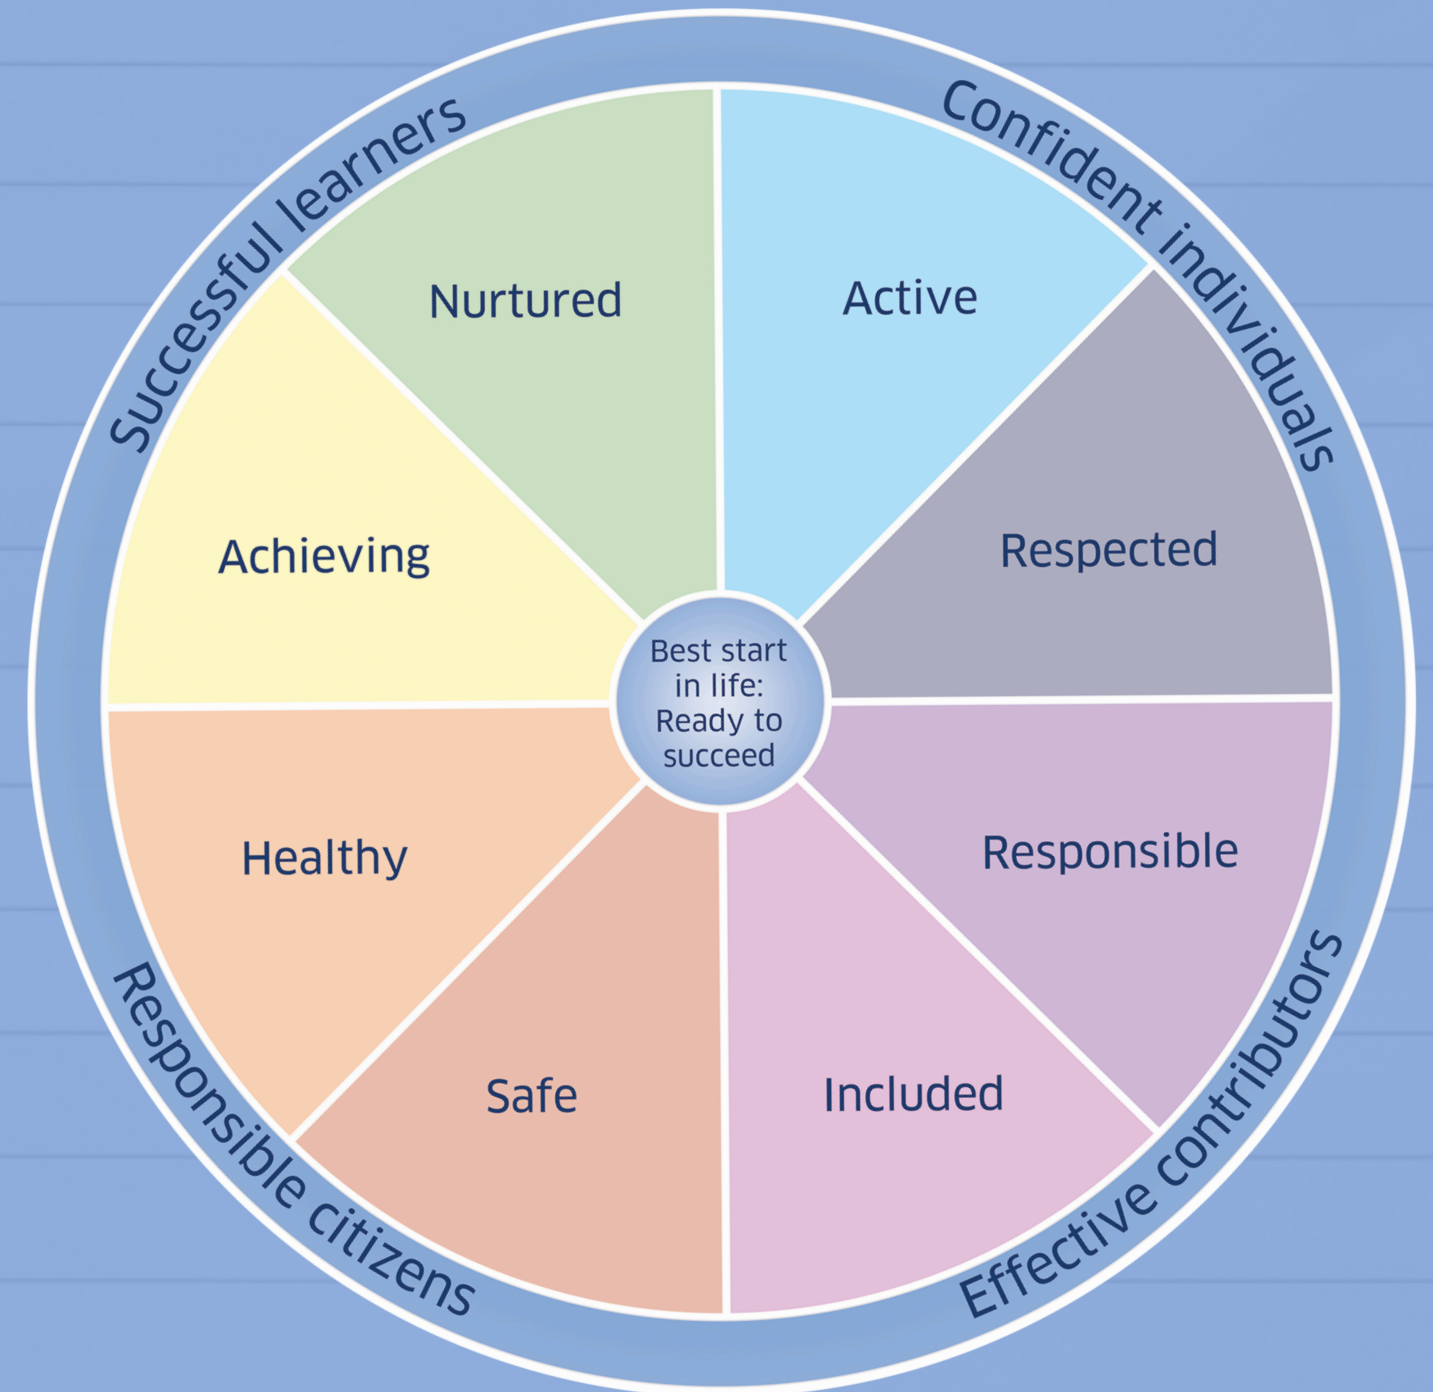 Successful learners
Confident individuals
Nurtured
Active
Achieving
Respected
Best start
in life:
Ready to
succeed
Healthy
Responsible
Safe
Included
Responsible citizens
Effective contributors